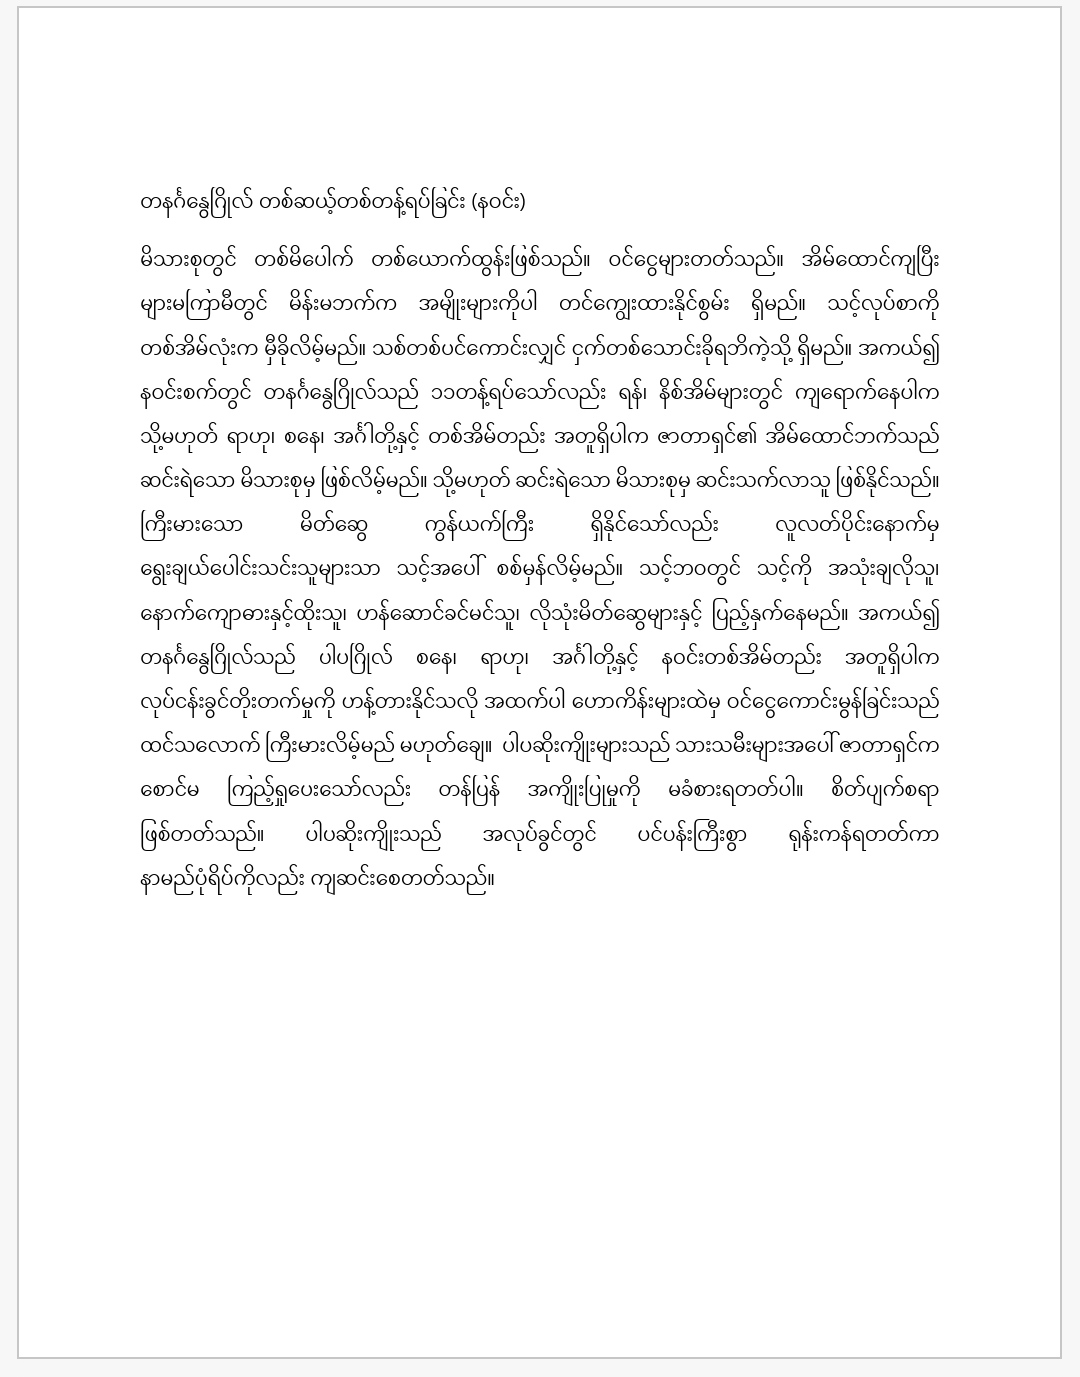 တနင်္ဂနွေဂြိုလ် တစ်ဆယ့်တစ်တန့်ရပ်ခြင်း (နဝင်း)
မိသားစုတွင် တစ်မိပေါက် တစ်ယောက်ထွန်းဖြစ်သည်။ ဝင်ငွေများတတ်သည်။ အိမ်ထောင်ကျပြီး
များမကြာမီတွင် မိန်းမဘက်က အမျိုးများကိုပါ တင်ကျွေးထားနိုင်စွမ်း ရှိမည်။ သင့်လုပ်စာကို
တစ်အိမ်လုံးက မှီခိုလိမ့်မည်။ သစ်တစ်ပင်ကောင်းလျှင် ငှက်တစ်သောင်းခိုရဘိကဲ့သို့ ရှိမည်။ အကယ်၍
နဝင်းစက်တွင် တနင်္ဂနွေဂြိုလ်သည် ၁၁တန့်ရပ်သော်လည်း ရန်၊ နိစ်အိမ်များတွင် ကျရောက်နေပါက
သို့မဟုတ် ရာဟု၊ စနေ၊ အင်္ဂါတို့နှင့် တစ်အိမ်တည်း အတူရှိပါက ဇာတာရှင်၏ အိမ်ထောင်ဘက်သည်
ဆင်းရဲသော မိသားစုမှ ဖြစ်လိမ့်မည်။ သို့မဟုတ် ဆင်းရဲသော မိသားစုမှ ဆင်းသက်လာသူ ဖြစ်နိုင်သည်။
ကြီးမားသော မိတ်ဆွေ ကွန်ယက်ကြီး ရှိနိုင်သော်လည်း လူလတ်ပိုင်းနောက်မှ
ရွေးချယ်ပေါင်းသင်းသူများသာ သင့်အပေါ် စစ်မှန်လိမ့်မည်။ သင့်ဘဝတွင် သင့်ကို အသုံးချလိုသူ၊
နောက်ကျောဓားနှင့်ထိုးသူ၊ ဟန်ဆောင်ခင်မင်သူ၊ လိုသုံးမိတ်ဆွေများနှင့် ပြည့်နှက်နေမည်။ အကယ်၍
တနင်္ဂနွေဂြိုလ်သည် ပါပဂြိုလ် စနေ၊ ရာဟု၊ အင်္ဂါတို့နှင့် နဝင်းတစ်အိမ်တည်း အတူရှိပါက
လုပ်ငန်းခွင်တိုးတက်မှုကို ဟန့်တားနိုင်သလို အထက်ပါ ဟောကိန်းများထဲမှ ဝင်ငွေကောင်းမွန်ခြင်းသည်
ထင်သလောက် ကြီးမားလိမ့်မည် မဟုတ်ချေ။ ပါပဆိုးကျိုးများသည် သားသမီးများအပေါ် ဇာတာရှင်က
စောင်မ ကြည့်ရှုပေးသော်လည်း တန်ပြန် အကျိုးပြုမှုကို မခံစားရတတ်ပါ။ စိတ်ပျက်စရာ
ဖြစ်တတ်သည်။ ပါပဆိုးကျိုးသည် အလုပ်ခွင်တွင် ပင်ပန်းကြီးစွာ ရုန်းကန်ရတတ်ကာ
နာမည်ပုံရိပ်ကိုလည်း ကျဆင်းစေတတ်သည်။